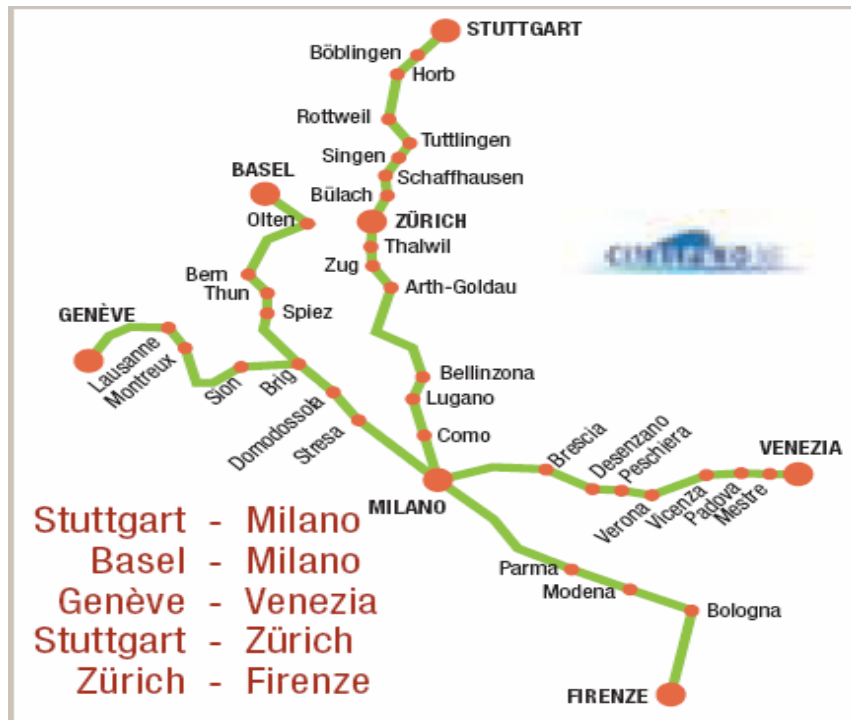 STUTTGART
Böblingen
Horb
Rottweil
Tuttlingen
Singen
Schaffhausen
BASEL
Bülach
Olten
ZÜRICH
Thalwil
Zug
Bern
Arth-Goldau
Thun
Spiez
GENÈVE
Lausanne
Montreux
Sion
Brig
Bellinzona
Lugano
Domodossola
Stresa
Como
Brescia
Desenzano
Peschiera
VENEZIA
MILANO
Verona
Vicenza
Padova
Mestre
Stuttgart - Milano
Basel - Milano
Genève - Venezia
Stuttgart - Zürich
Zürich - Firenze
Parma
Modena
Bologna
FIRENZE